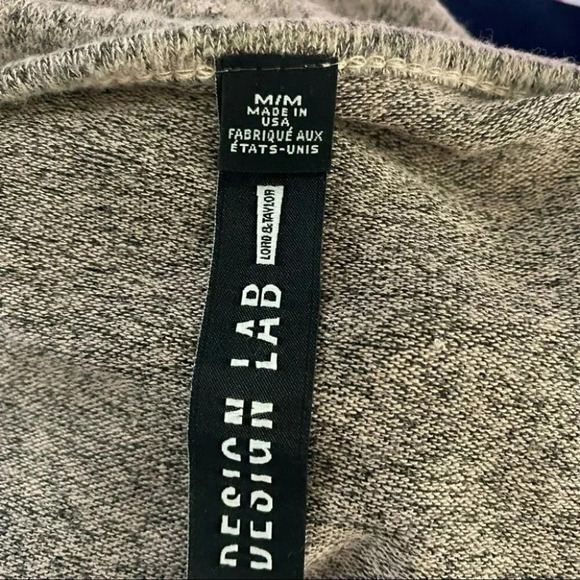 M/M
MADE IN
USA
FABRIQUÉ AUX
ÉTATS-UNIS
LORD & TAYLOR
DESIGN LAB